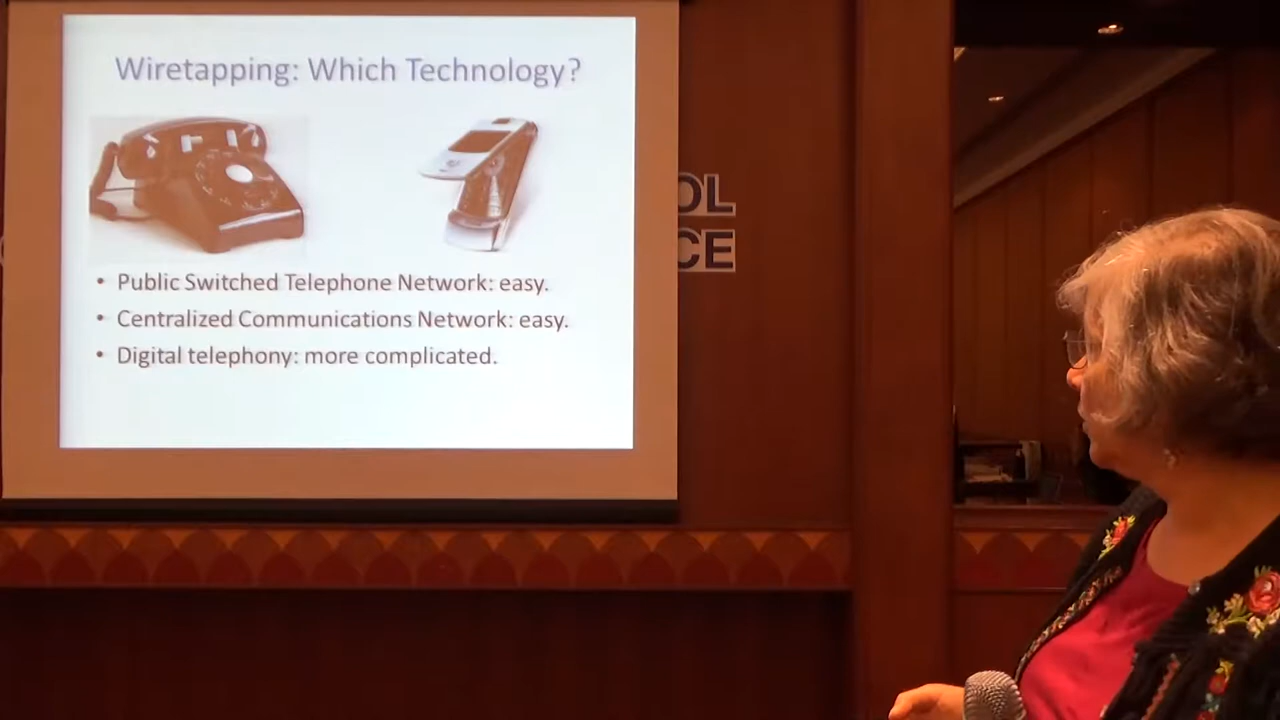 Wiretapping: Which Technology?
• Public Switched Telephone Network: easy.
• Centralized Communications Network: easy.
• Digital telephony: more complicated.
OL
CE